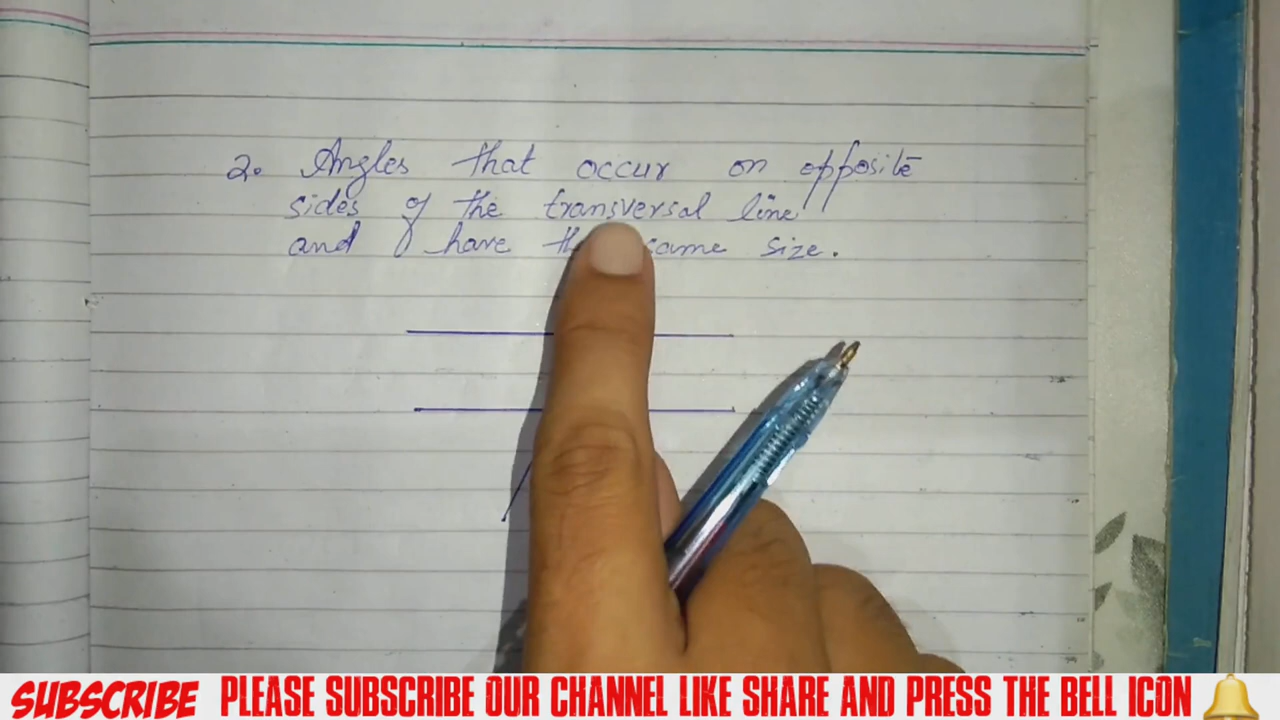 2. Angles that occur on opposite
sides of the transversal line
and have the same size.
SUBSCRIBE PLEASE SUBSCRIBE OUR CHANNEL LIKE SHARE AND PRESS THE BELL ICON